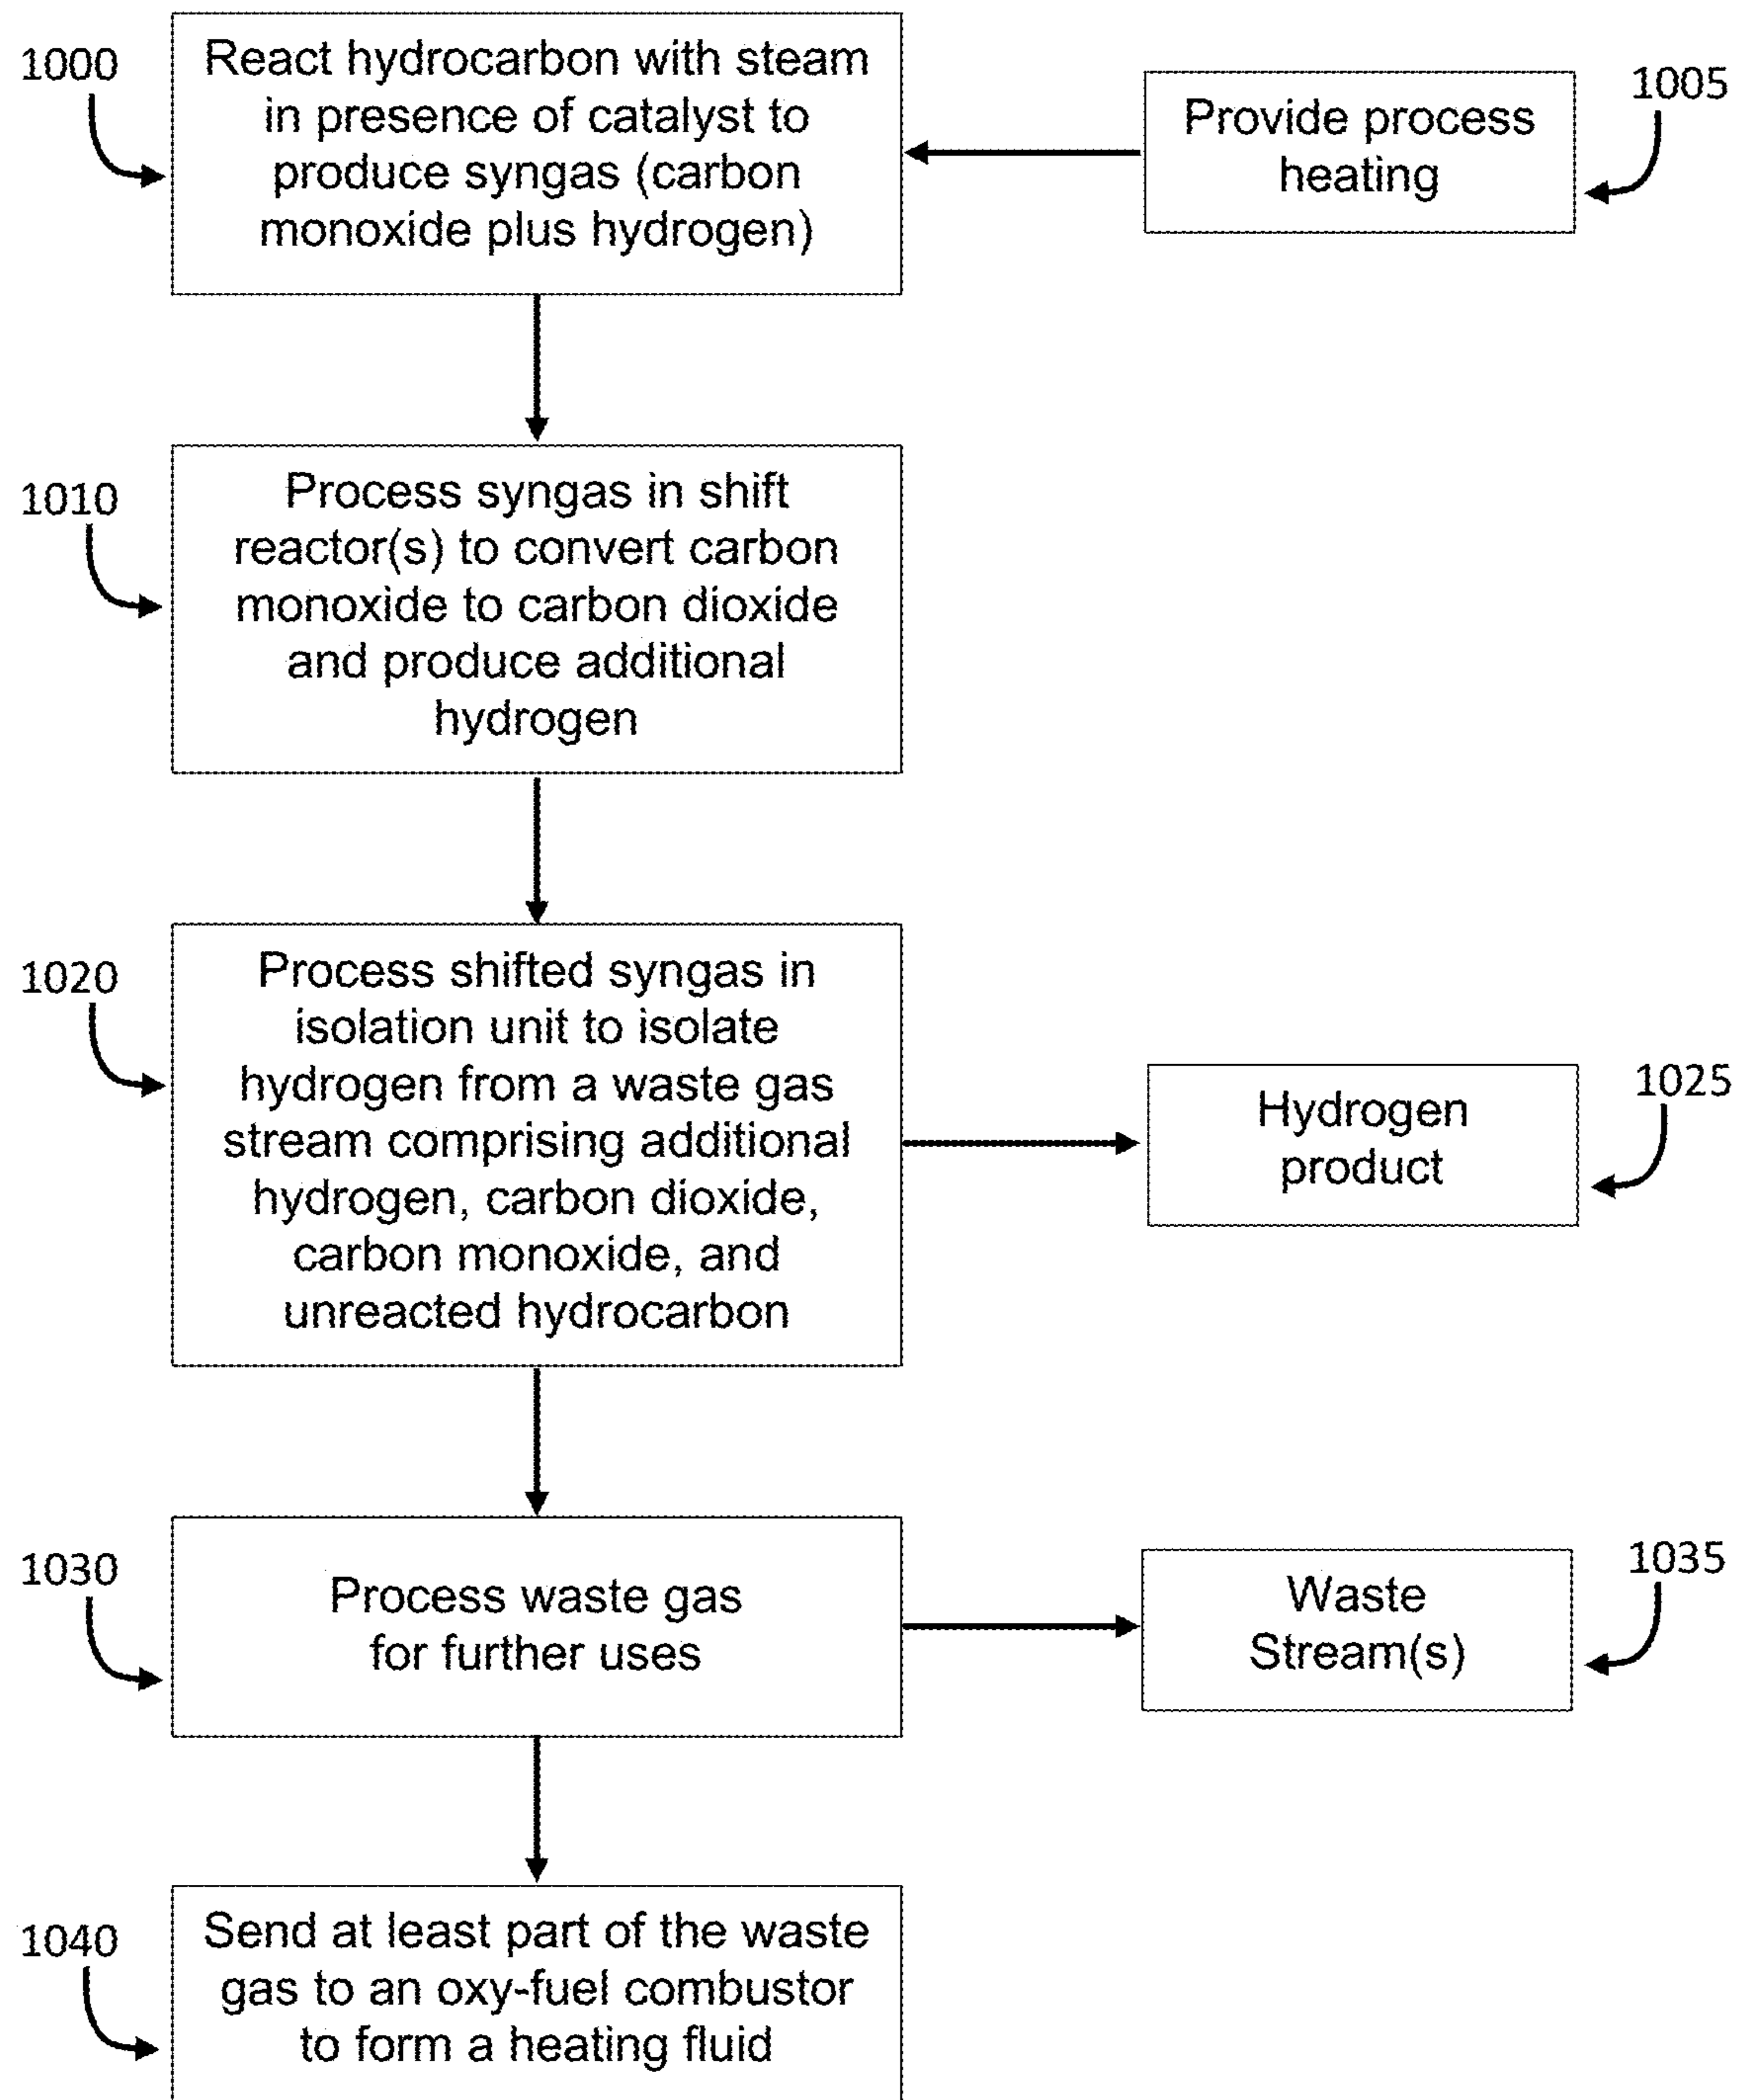 1000
React hydrocarbon with steam
in presence of catalyst to
produce syngas (carbon
monoxide plus hydrogen)
Provide process
heating
1005
1010
Process syngas in shift
reactor(s) to convert carbon
monoxide to carbon dioxide
and produce additional
hydrogen
1020
Process shifted syngas in
isolation unit to isolate
hydrogen from a waste gas
stream comprising additional
hydrogen, carbon dioxide,
carbon monoxide, and
unreacted hydrocarbon
Hydrogen
product
1025
1030
Process waste gas
for further uses
Waste
Stream(s)
1035
1040
Send at least part of the waste
gas to an oxy-fuel combustor
to form a heating fluid